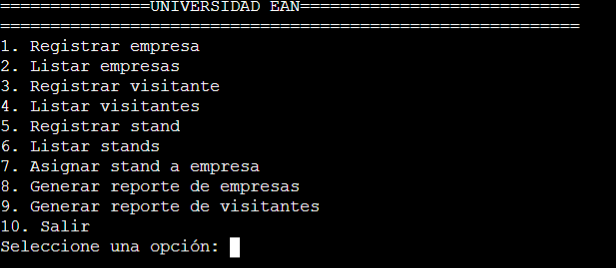 ===============UNIVERSIDAD EAN============================
==========================================================
1. Registrar empresa
2. Listar empresas
3. Registrar visitante
4. Listar visitantes
5. Registrar stand
6. Listar stands
7. Asignar stand a empresa
8. Generar reporte de empresas
9. Generar reporte de visitantes
10. Salir
Seleccione una opción: